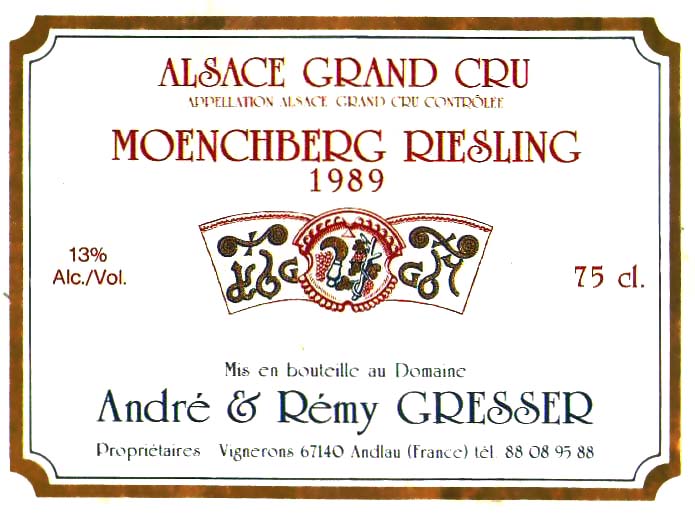 ALSACE GRAND CRU
APPELLATION ALSACE GRAND CRU CONTRÔLÉE
MOENCHBERG RIESLING
1989
13%
Alc./Vol.
75 cl.
Mis en bouteille au Domaine
André & Rémy GRESSER
Propriétaires Vignerons 67140 Andlau (France) tél. 88 08 95 88